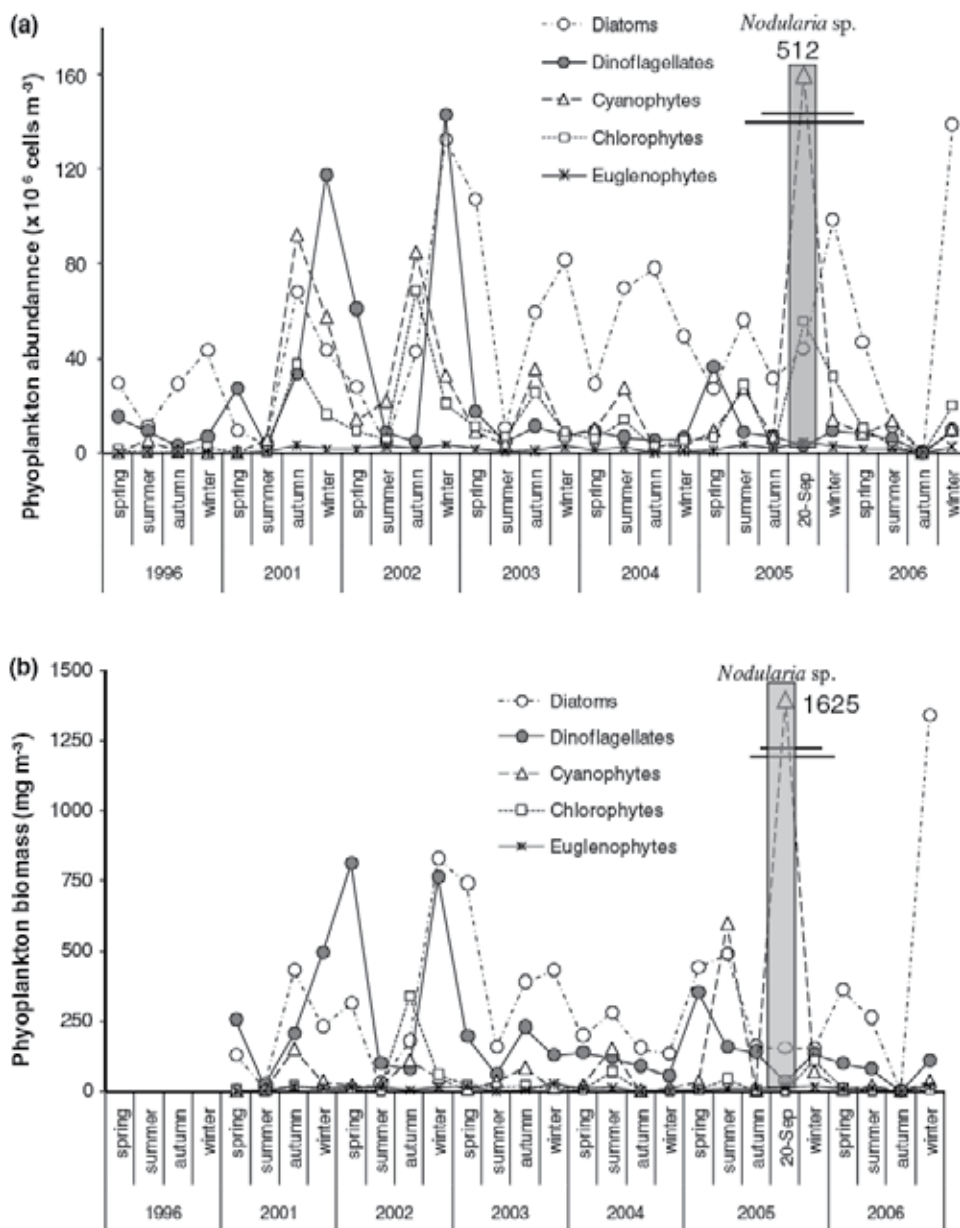 (a)
Nodularia sp.
512
Diatoms
Dinoflagellates
Cyanophytes
Chlorophytes
Euglenophytes
Phyoplankton abundannce (x 10⁶ cells m⁻³)
160
120
80
40
0
spring summer autumn winter spring summer autumn winter spring summer autumn winter spring summer autumn winter spring summer autumn winter spring summer autumn 20-Sep winter spring summer autumn winter
1996 2001 2002 2003 2004 2005 2006
(b)
Nodularia sp.
1625
Diatoms
Dinoflagellates
Cyanophytes
Chlorophytes
Euglenophytes
Phyoplankton biomass (mg m⁻³)
1500
1250
1000
750
500
250
0
spring summer autumn winter spring summer autumn winter spring summer autumn winter spring summer autumn winter spring summer autumn winter spring summer autumn 20-Sep winter spring summer autumn winter
1996 2001 2002 2003 2004 2005 2006